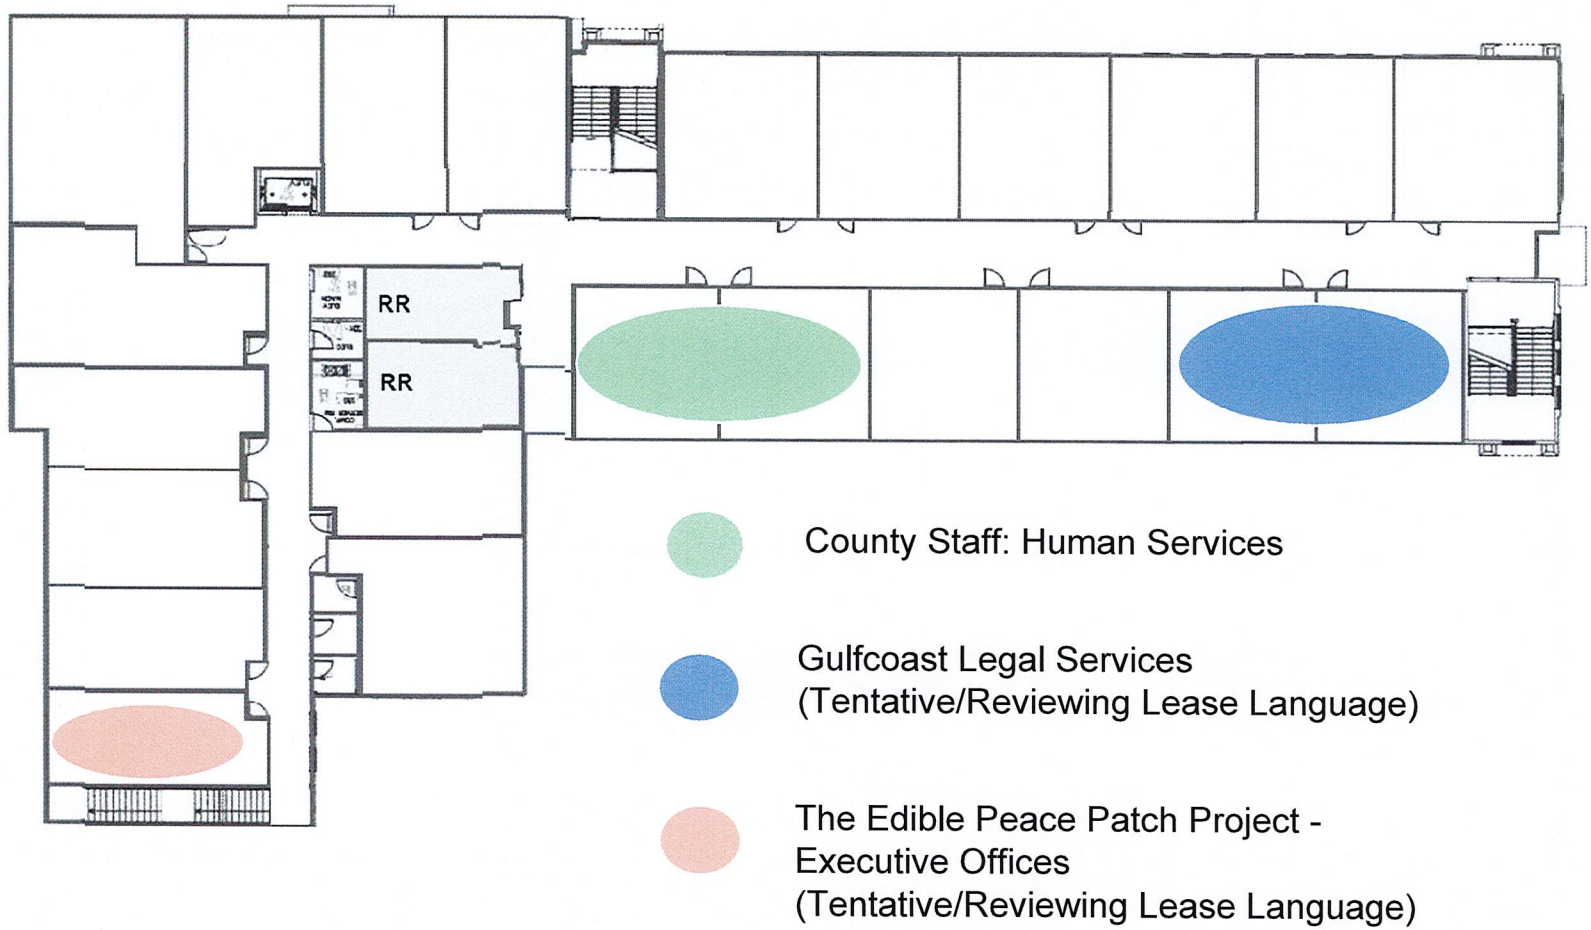 RR
RR
ELEC
County Staff: Human Services
Gulfcoast Legal Services
(Tentative/Reviewing Lease Language)
The Edible Peace Patch Project -
Executive Offices
(Tentative/Reviewing Lease Language)